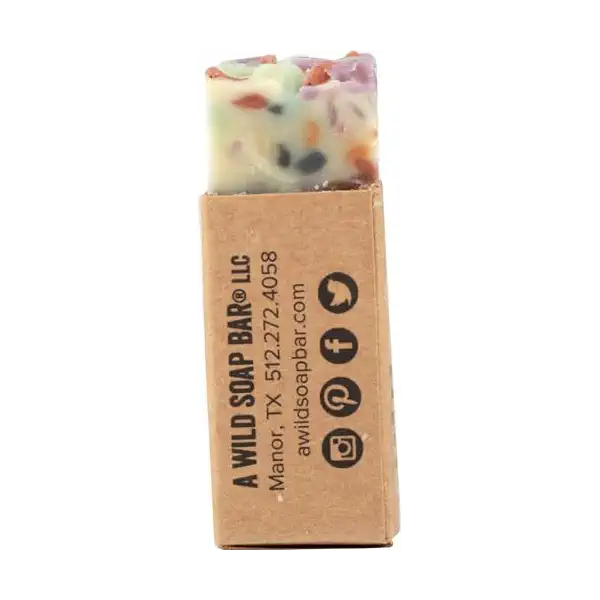 A WILD SOAP BAR® LLC
Manor, TX 512.272.4058
awildsoapbar.com